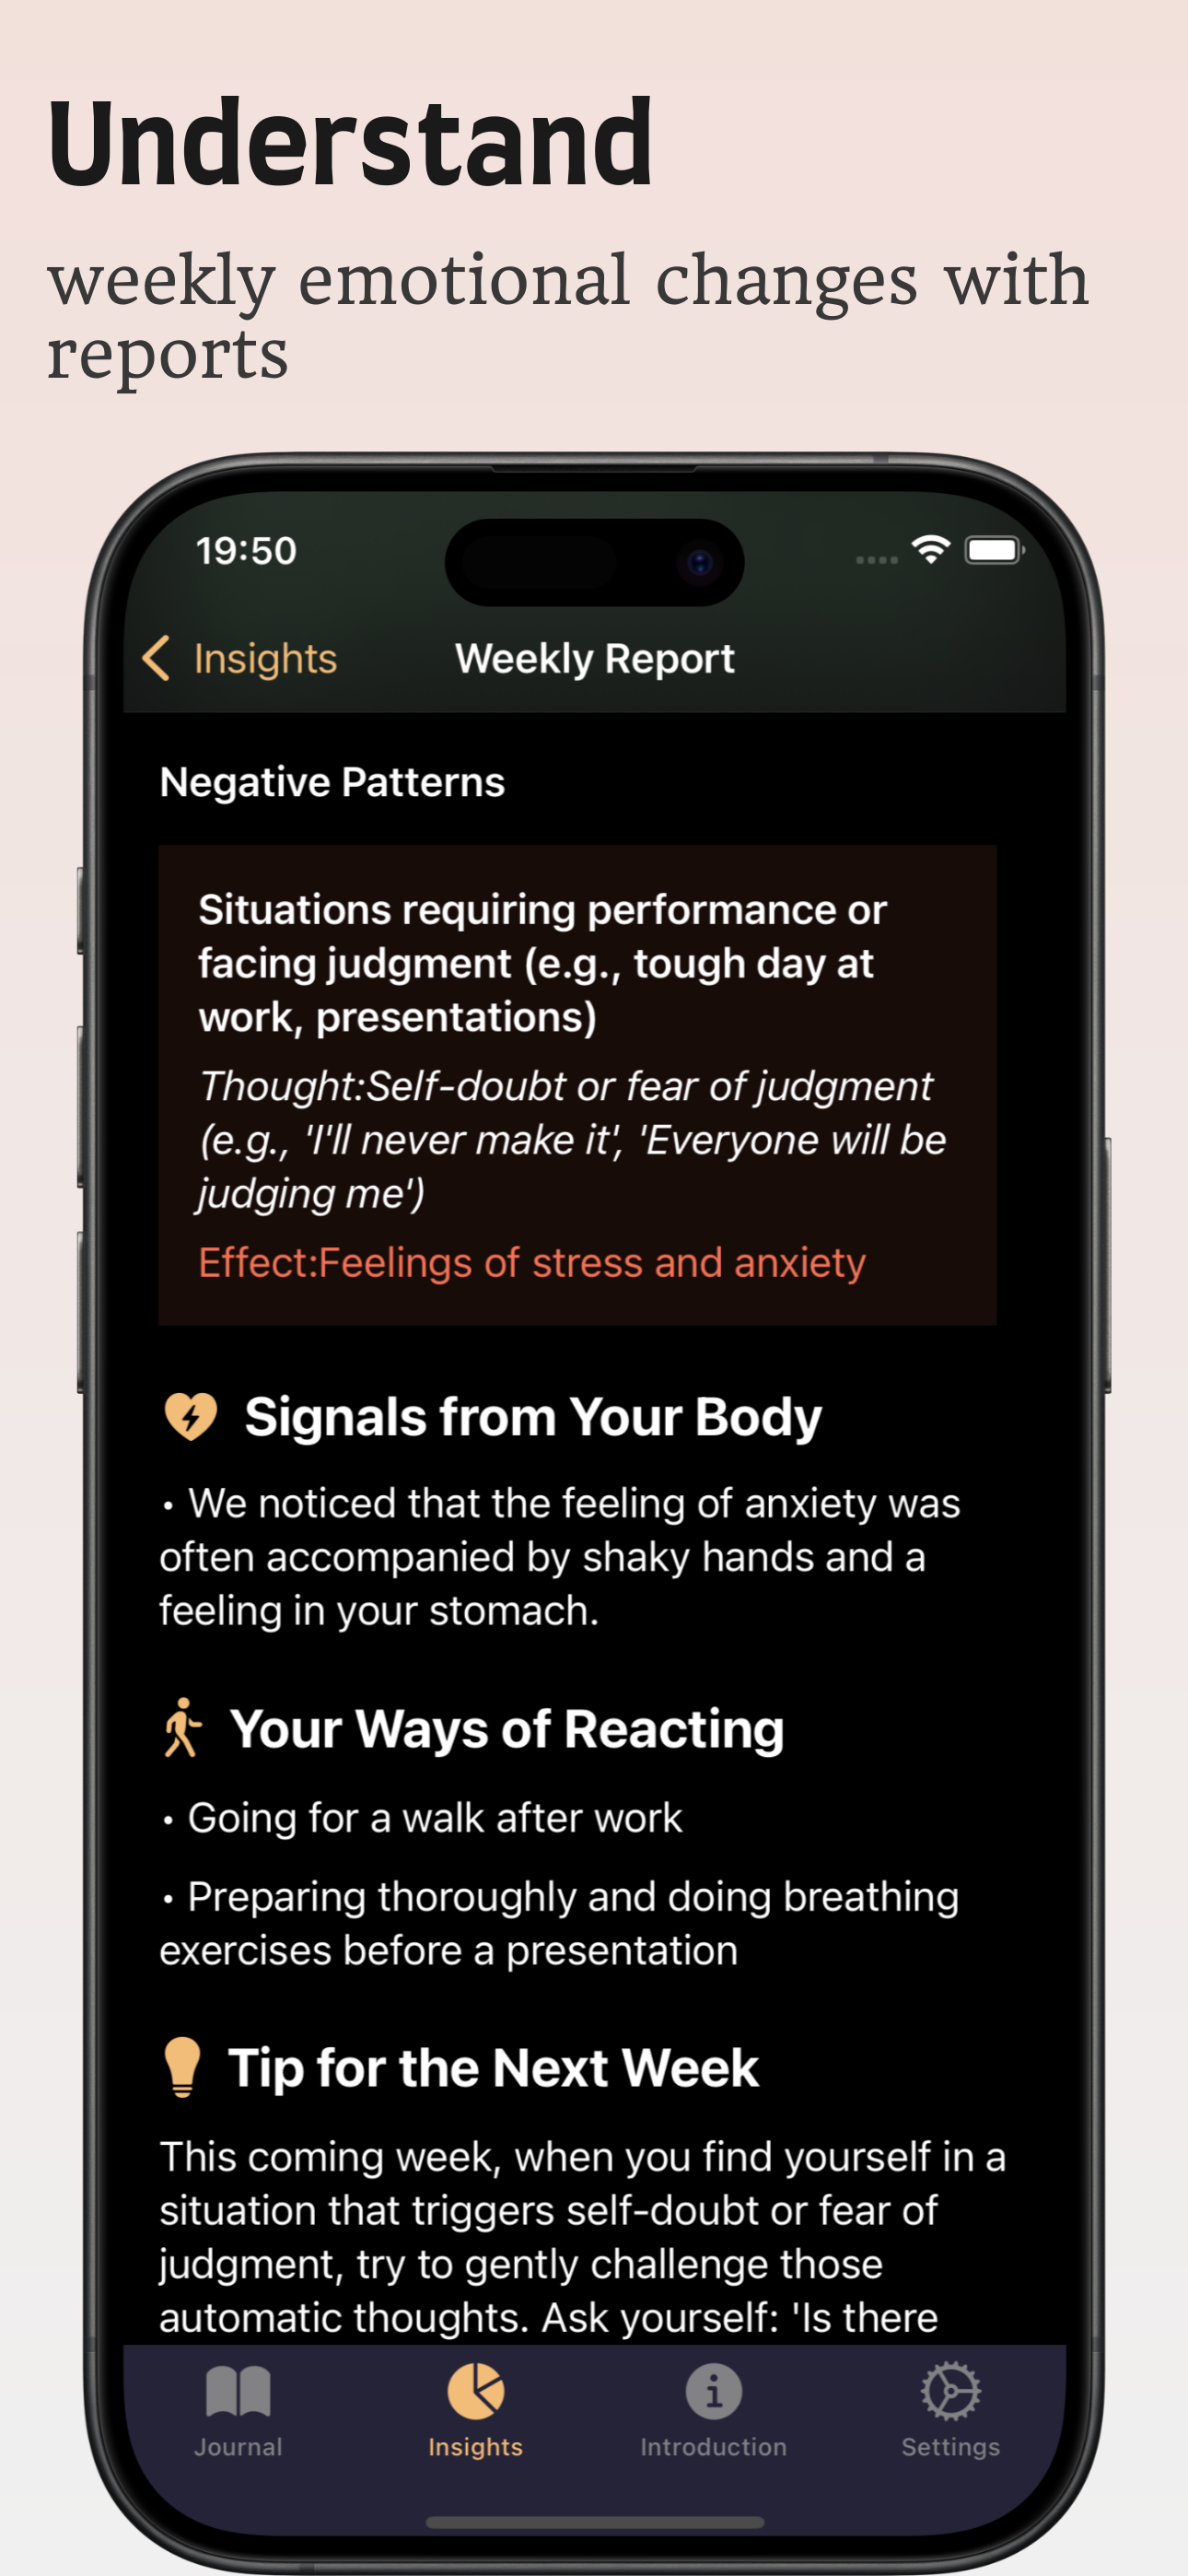 Understand
weekly emotional changes with
reports
19:50
Insights
Weekly Report
Negative Patterns
Situations requiring performance or
facing judgment (e.g., tough day at
work, presentations)
Thought:Self-doubt or fear of judgment
(e.g., 'I'll never make it', 'Everyone will be
judging me')
Effect:Feelings of stress and anxiety
Signals from Your Body
• We noticed that the feeling of anxiety was
often accompanied by shaky hands and a
feeling in your stomach.
Your Ways of Reacting
• Going for a walk after work
• Preparing thoroughly and doing breathing
exercises before a presentation
Tip for the Next Week
This coming week, when you find yourself in a
situation that triggers self-doubt or fear of
judgment, try to gently challenge those
automatic thoughts. Ask yourself: 'Is there
Journal
Insights
Introduction
Settings